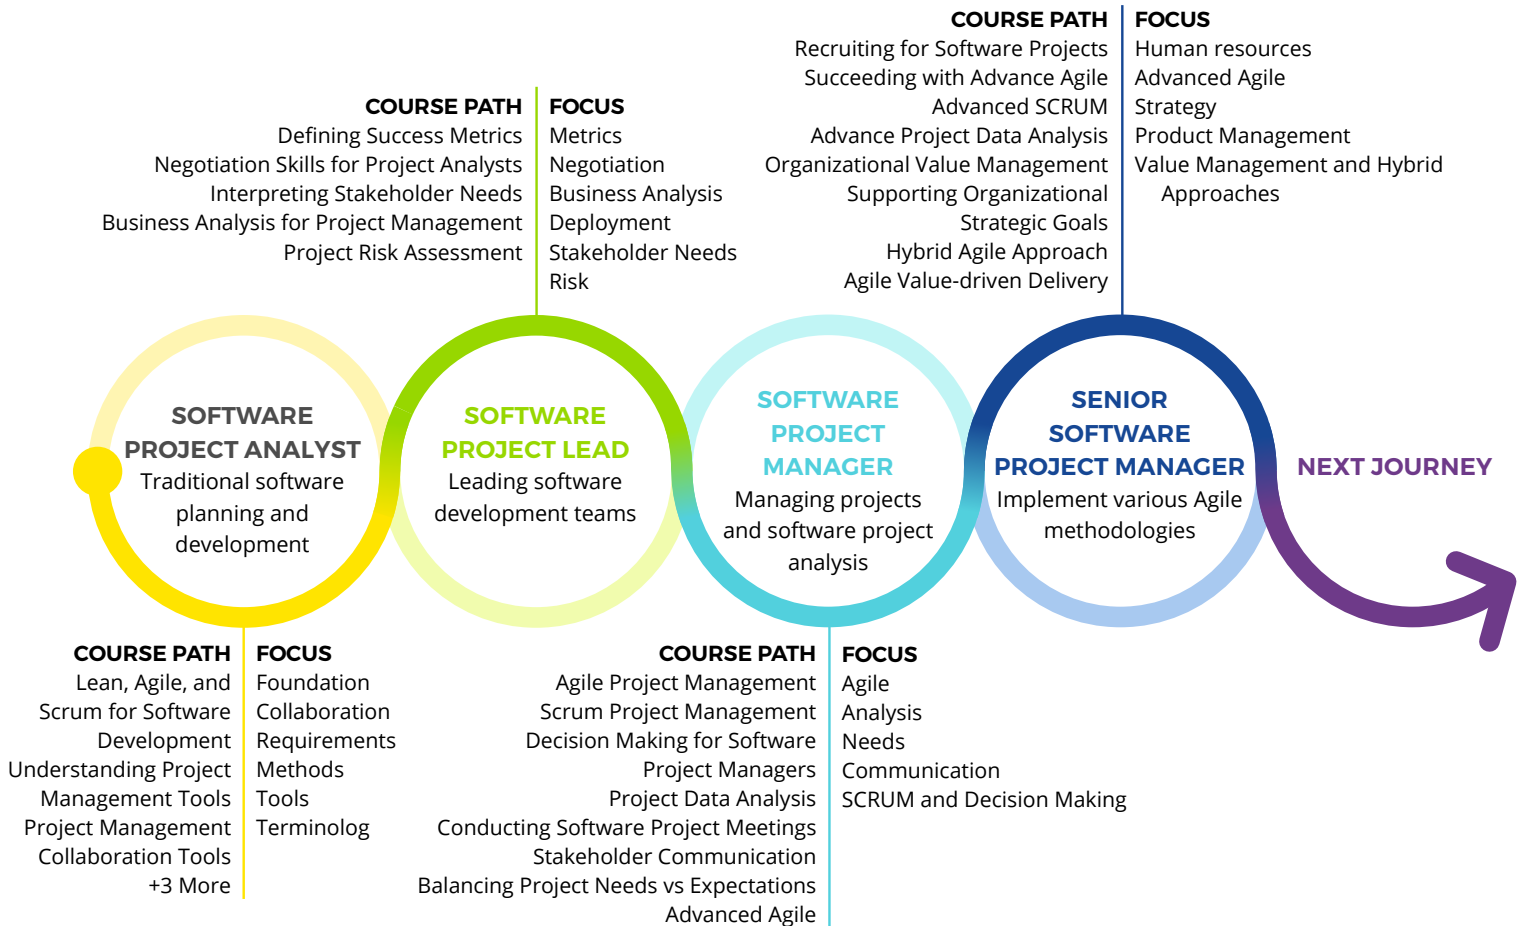 COURSE PATH
Defining Success Metrics
Negotiation Skills for Project Analysts
Interpreting Stakeholder Needs
Business Analysis for Project Management
Project Risk Assessment
FOCUS
Metrics
Negotiation
Business Analysis
Deployment
Stakeholder Needs
Risk
COURSE PATH
Recruiting for Software Projects
Succeeding with Advance Agile
Advanced SCRUM
Advance Project Data Analysis
Organizational Value Management
Supporting Organizational
Strategic Goals
Hybrid Agile Approach
Agile Value-driven Delivery
FOCUS
Human resources
Advanced Agile
Strategy
Product Management
Value Management and Hybrid
Approaches
SOFTWARE
PROJECT ANALYST
Traditional software
planning and
development
SOFTWARE
PROJECT LEAD
Leading software
development teams
SOFTWARE
PROJECT
MANAGER
Managing projects
and software project
analysis
SENIOR
SOFTWARE
PROJECT MANAGER
Implement various Agile
methodologies
NEXT JOURNEY
COURSE PATH
Lean, Agile, and
Scrum for Software
Development
Understanding Project
Management Tools
Project Management
Collaboration Tools
+3 More
FOCUS
Foundation
Collaboration
Requirements
Methods
Tools
Terminolog
COURSE PATH
Agile Project Management
Scrum Project Management
Decision Making for Software
Project Managers
Project Data Analysis
Conducting Software Project Meetings
Stakeholder Communication
Balancing Project Needs vs Expectations
Advanced Agile
FOCUS
Agile
Analysis
Needs
Communication
SCRUM and Decision Making